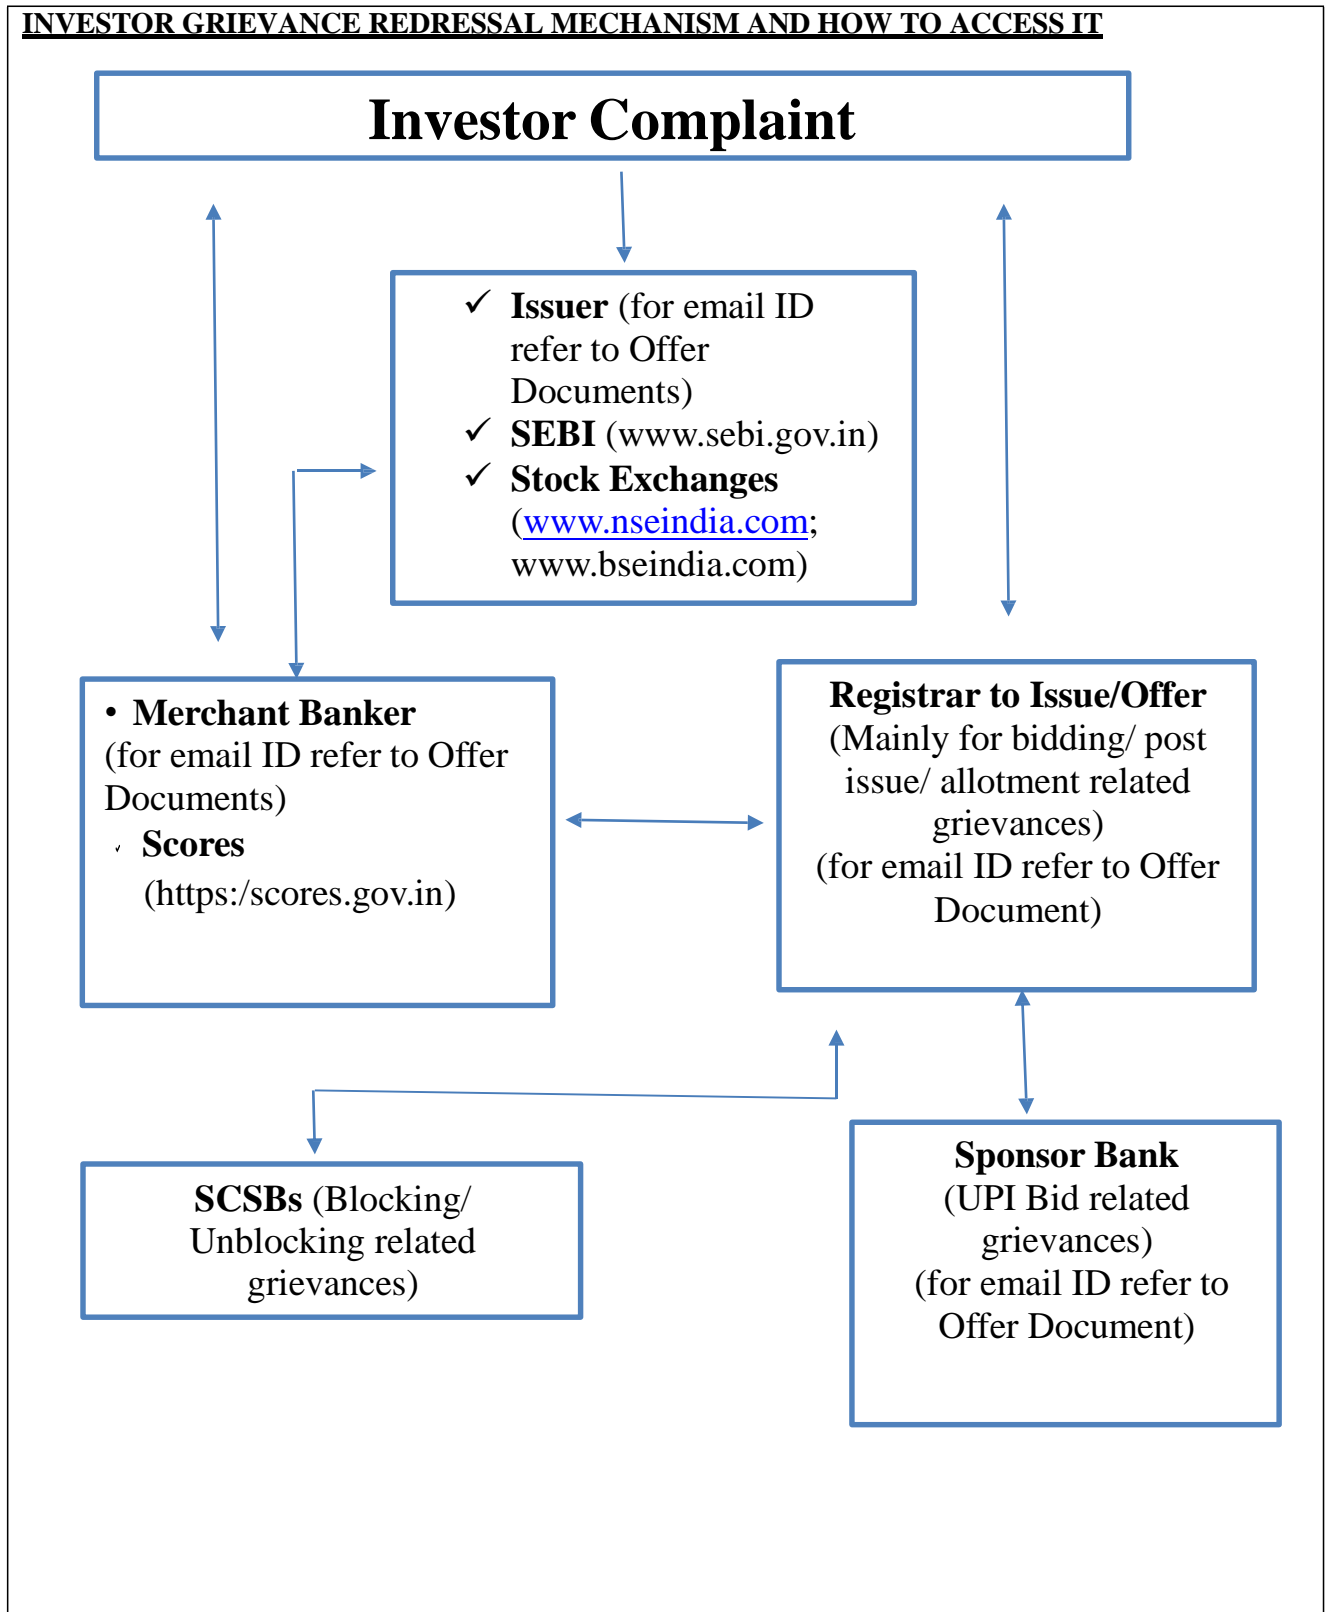 INVESTOR GRIEVANCE REDRESSAL MECHANISM AND HOW TO ACCESS IT
Investor Complaint
✓ Issuer (for email ID
refer to Offer
Documents)
✓ SEBI (www.sebi.gov.in)
✓ Stock Exchanges
(www.nseindia.com;
www.bseindia.com)
• Merchant Banker
(for email ID refer to Offer
Documents)
✓ Scores
(https:/scores.gov.in)
Registrar to Issue/Offer
(Mainly for bidding/ post
issue/ allotment related
grievances)
(for email ID refer to Offer
Document)
SCSBs (Blocking/
Unblocking related
grievances)
Sponsor Bank
(UPI Bid related
grievances)
(for email ID refer to
Offer Document)